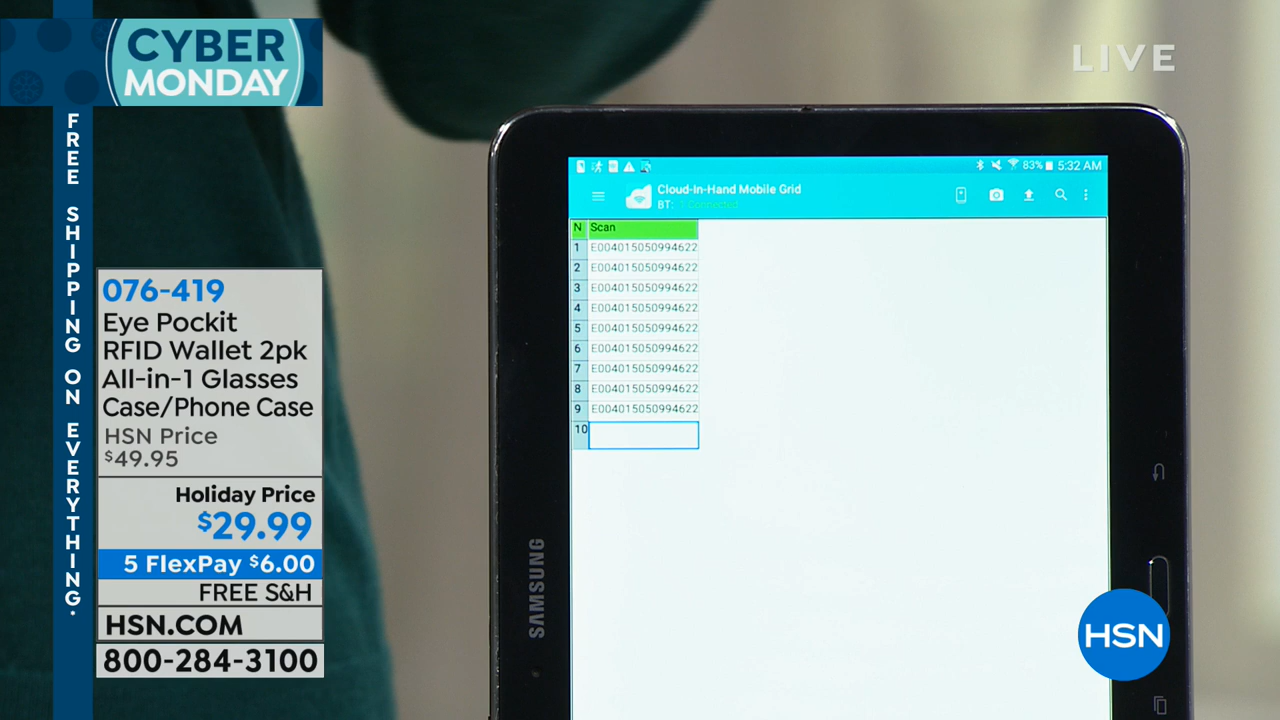 CYBER
MONDAY
FREE SHIPPING ON EVERYTHING.*
076-419
Eye Pockit
RFID Wallet 2pk
All-in-1 Glasses
Case/Phone Case
HSN Price
$49.95
Holiday Price
$29.99
5 FlexPay $6.00
FREE S&H
HSN.COM
800-284-3100
LIVE
83% 5:32 AM
Cloud-in-Hand Mobile Grid
BT: 1 Connected
N Scan
1 E004015050994622
2 E004015050994622
3 E004015050994622
4 E004015050994622
5 E004015050994622
6 E004015050994622
7 E004015050994622
8 E004015050994622
9 E004015050994622
10
SAMSUNG
HSN